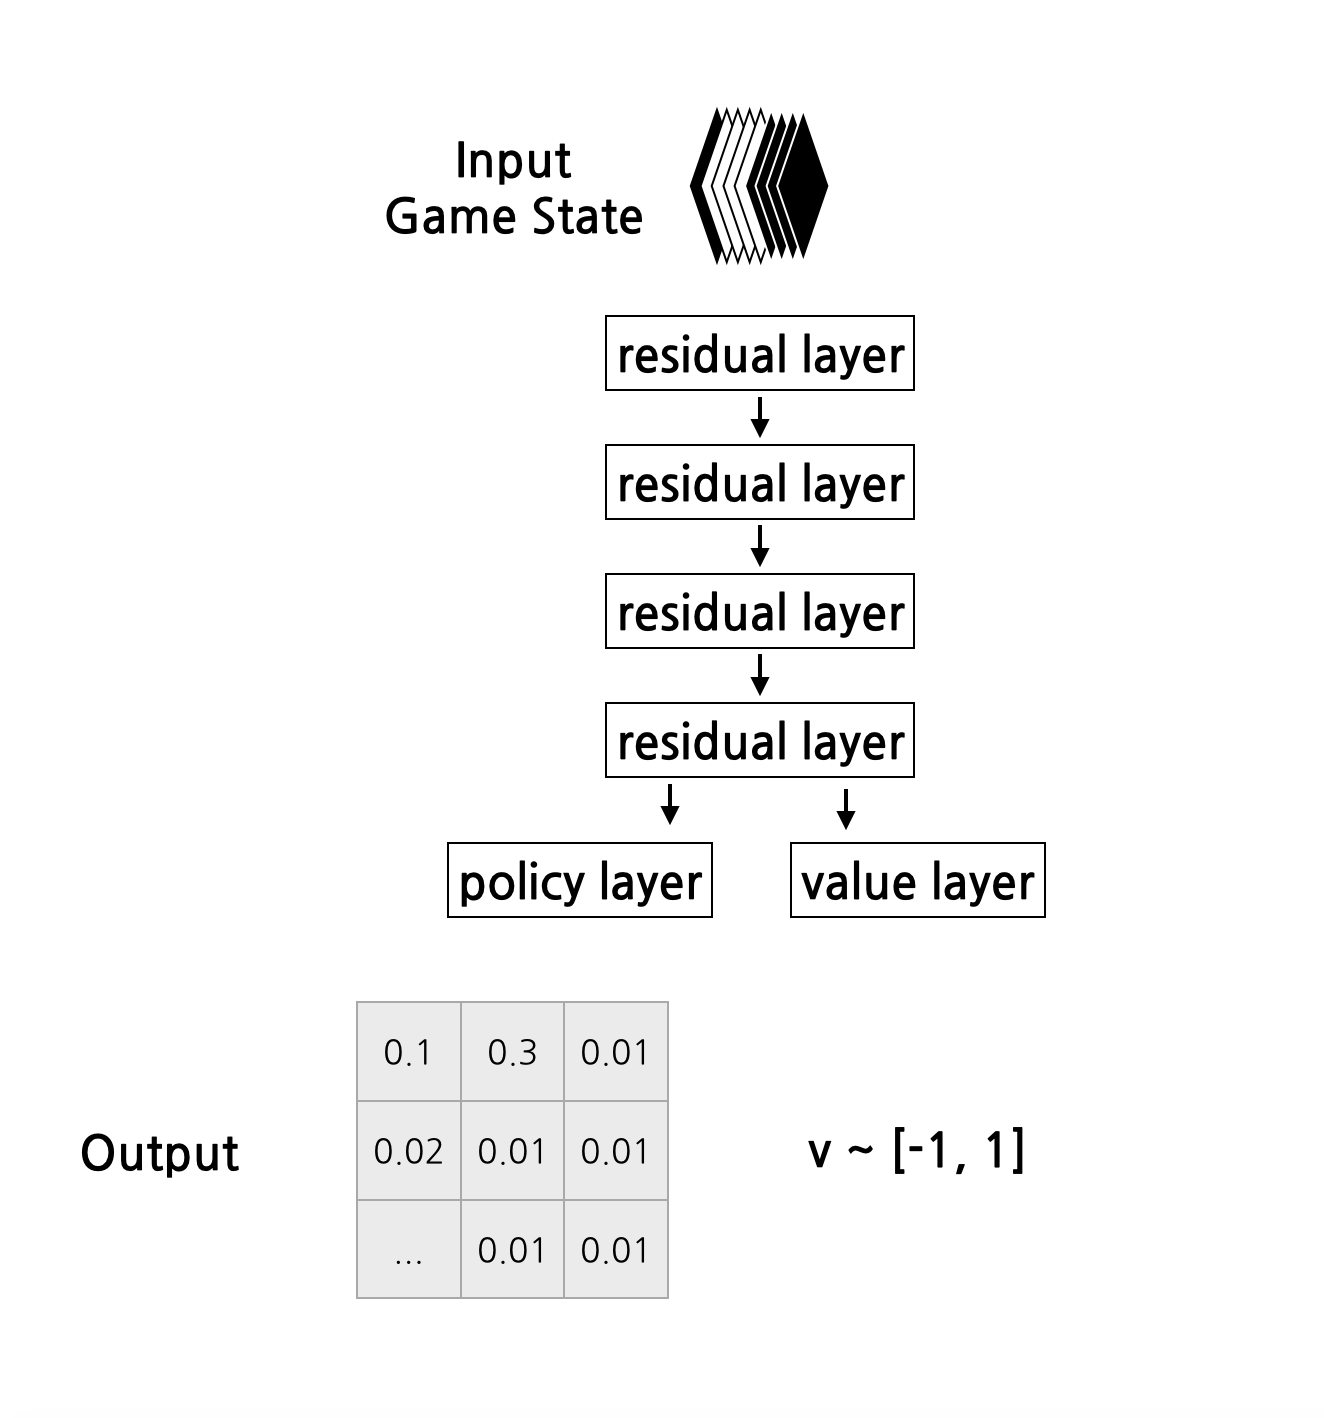 Input
Game State
residual layer
residual layer
residual layer
residual layer
policy layer
value layer
0.1 0.3 0.01
Output
0.02 0.01 0.01
v ~ [-1, 1]
... 0.01 0.01